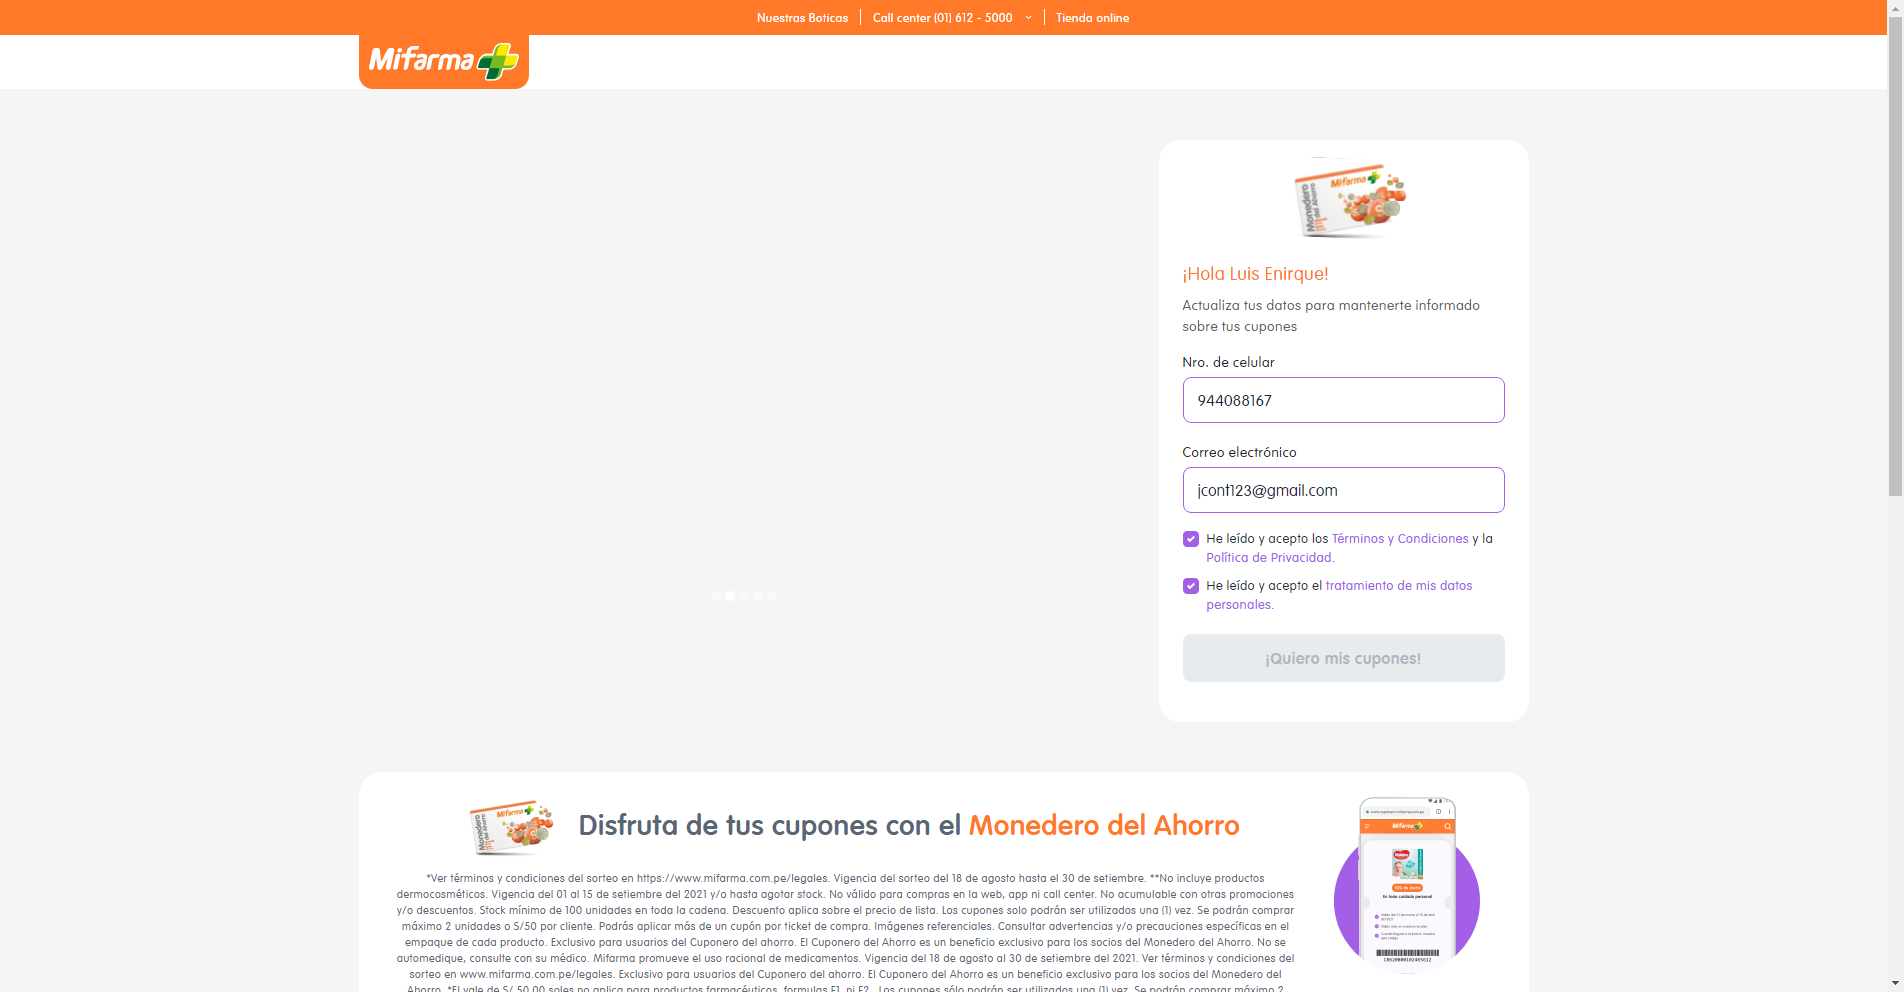 Nuestras Boticas
Call center (01) 612 - 5000
Tienda online
Mifarma
Mifarma
Monedero
del Ahorro
¡Hola Luis Enirque!
Actualiza tus datos para mantenerte informado
sobre tus cupones
Nro. de celular
944088167
Correo electrónico
jcont123@gmail.com
He leído y acepto los Términos y Condiciones y la
Política de Privacidad.
He leído y acepto el tratamiento de mis datos
personales.
¡Quiero mis cupones!
Mifarma
Monedero
del Ahorro
Disfruta de tus cupones con el Monedero del Ahorro
*Ver términos y condiciones del sorteo en https://www.mifarma.com.pe/legales. Vigencia del sorteo del 18 de agosto hasta el 30 de setiembre. **No incluye productos
dermocosméticos. Vigencia del 01 al 15 de setiembre del 2021 y/o hasta agotar stock. No válido para compras en la web, app ni call center. No acumulable con otras promociones
y/o descuentos. Stock mínimo de 100 unidades en toda la cadena. Descuento aplica sobre el precio de lista. Los cupones solo podrán ser utilizados una (1) vez. Se podrán comprar
máximo 2 unidades o S/50 por cliente. Podrás aplicar más de un cupón por ticket de compra. Imágenes referenciales. Consultar advertencias y/o precauciones específicas en el
empaque de cada producto. Exclusivo para usuarios del Cuponero del ahorro. El Cuponero del Ahorro es un beneficio exclusivo para los socios del Monedero del Ahorro. No se
automedique, consulte con su médico. Mifarma promueve el uso racional de medicamentos. Vigencia del 18 de agosto al 30 de setiembre del 2021. Ver términos y condiciones del
sorteo en www.mifarma.com.pe/legales. Exclusivo para usuarios del Cuponero del ahorro. El Cuponero del Ahorro es un beneficio exclusivo para los socios del Monedero del
Ahorro. *El vale de S/ 50.00 soles no aplica para productos farmacéuticos, formulas F1, ni F2. Los cupones sólo podrán ser utilizados una (1) vez. Se podrán comprar máximo 2
Mifarma
En todo cuidado personal